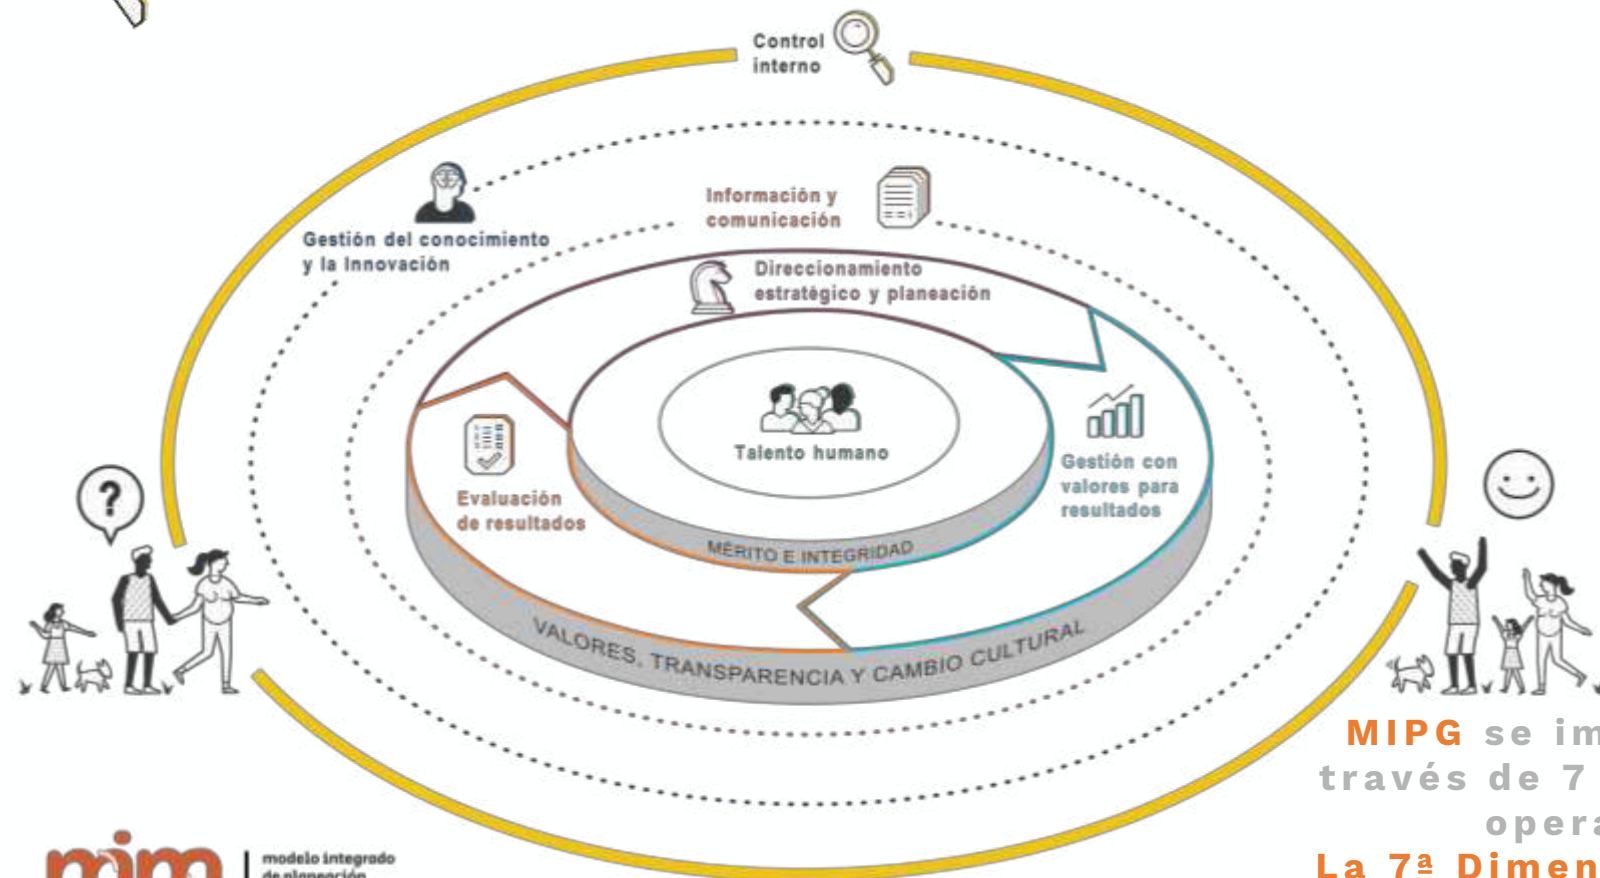 Control
interno
Información y
comunicación
Gestión del conocimiento
y la Innovación
Direccionamiento
estratégico y planeación
Talento humano
Gestión con
valores para
resultados
Evaluación
de resultados
MÉRITO E INTEGRIDAD
VALORES, TRANSPARENCIA Y CAMBIO CULTURAL
?
MIPG se im
través de 7
opera
La 7ª Dimen
modelo integrado
de planeación